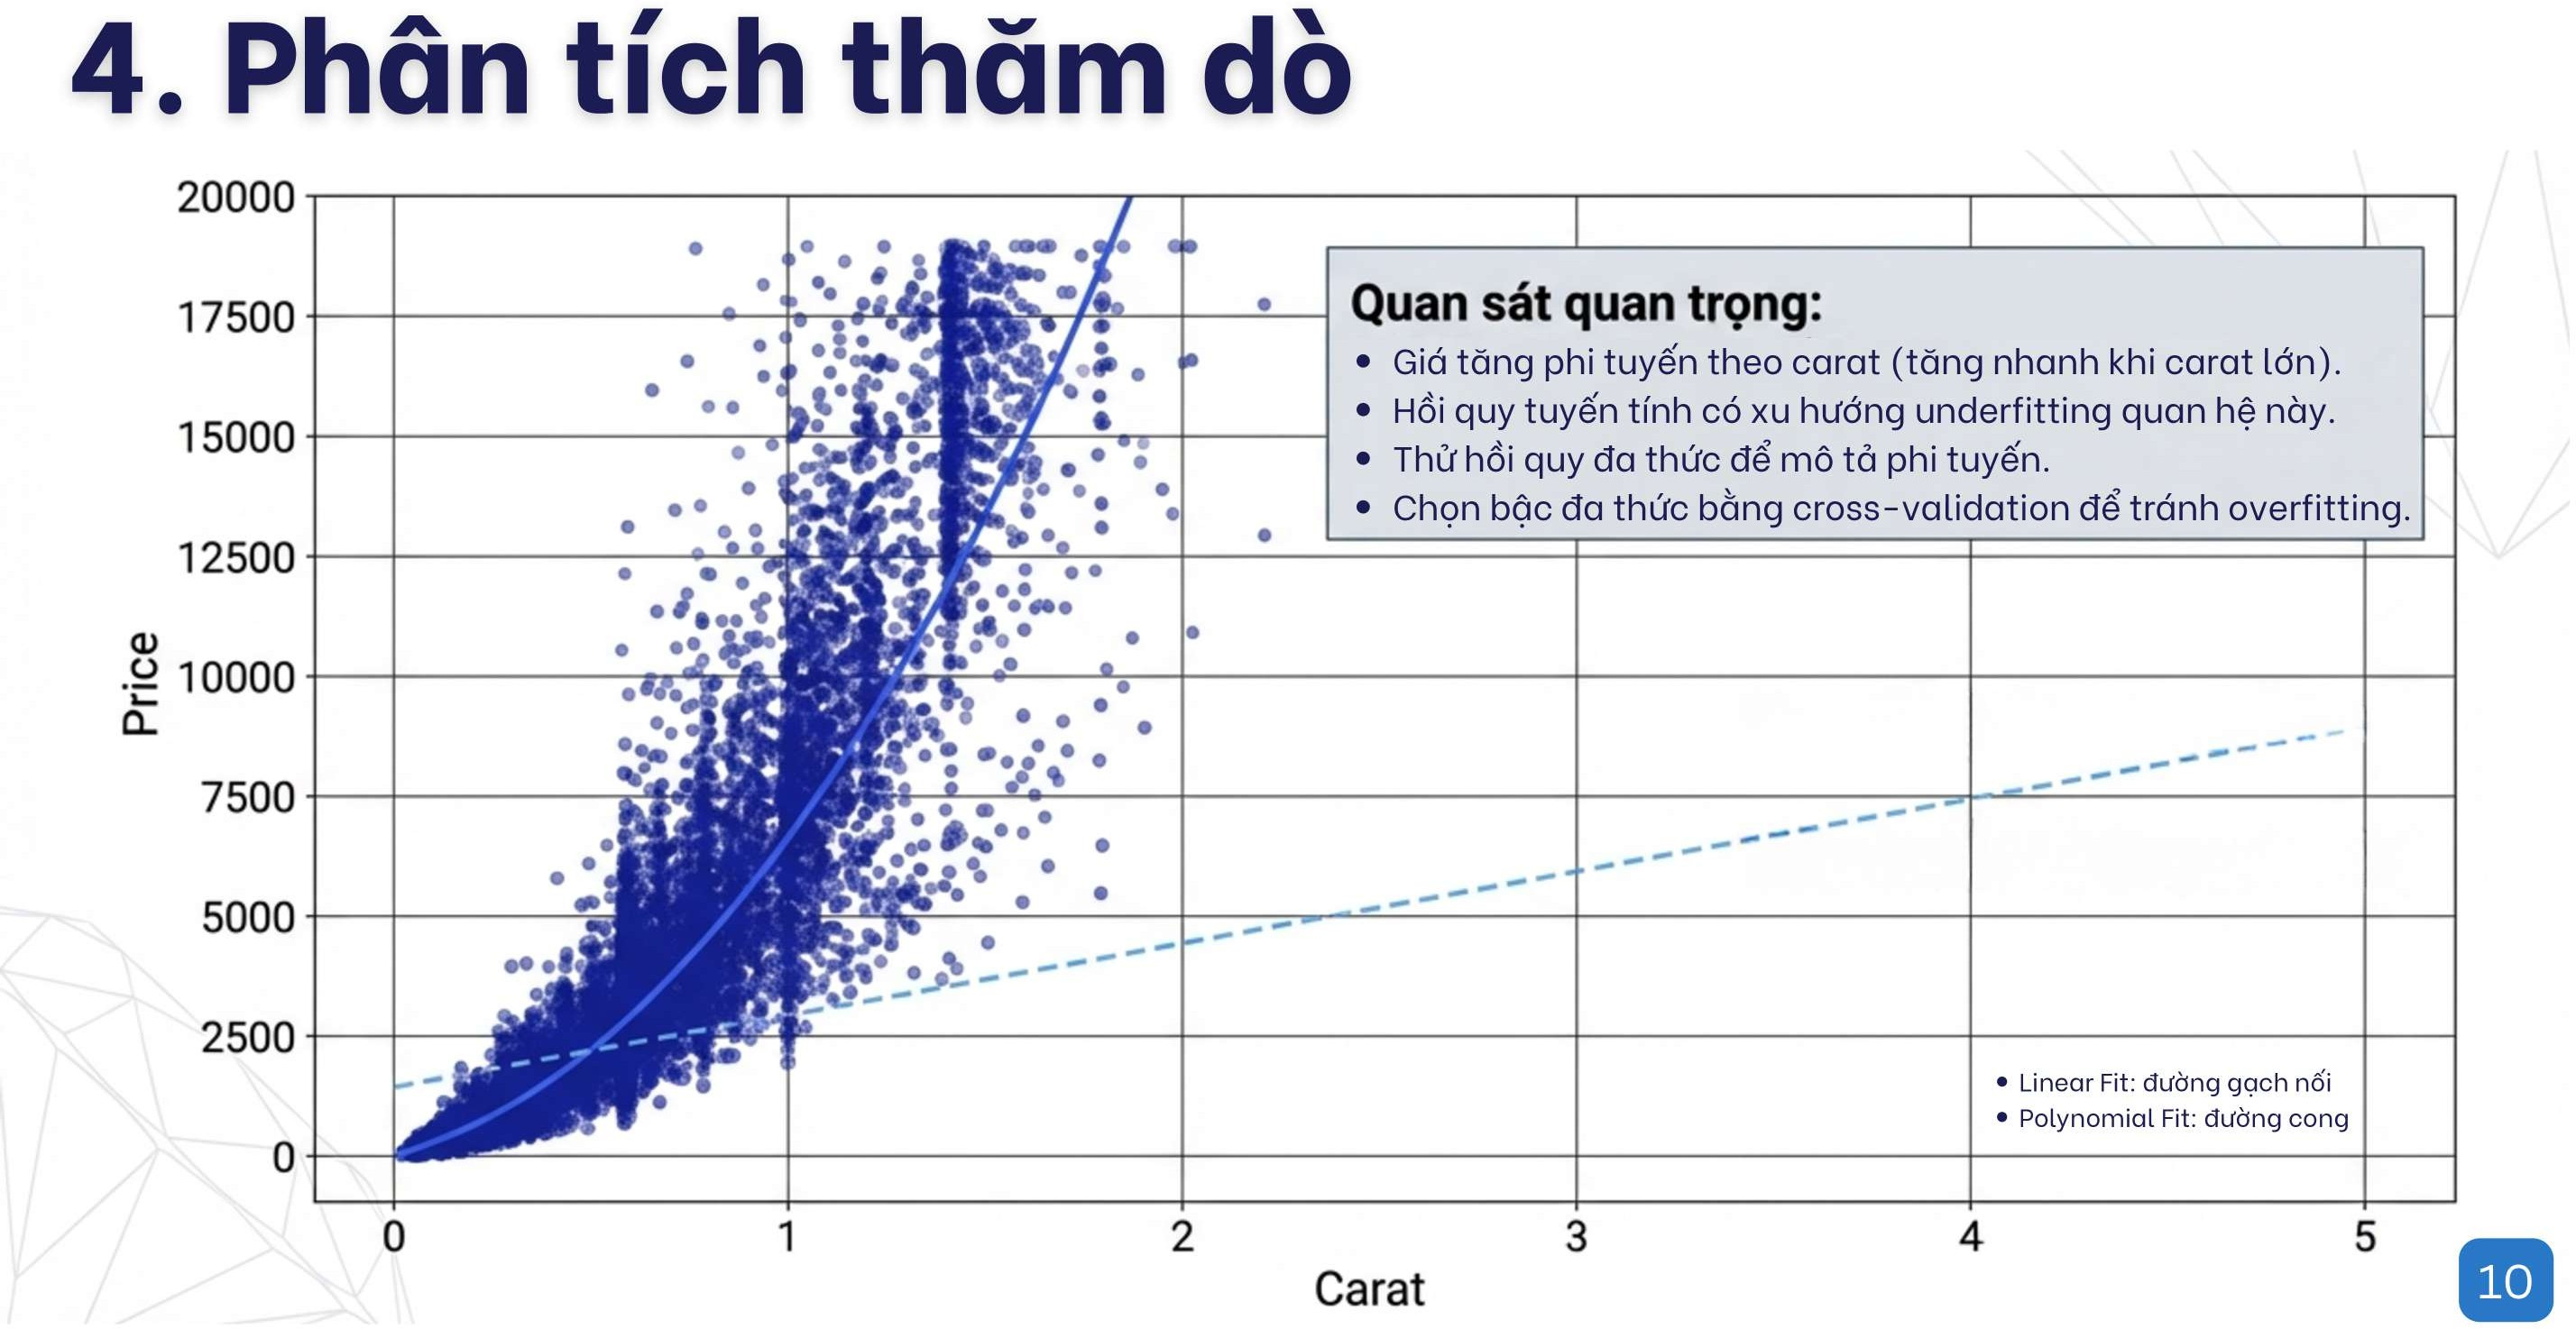 4. Phân tích thăm dò
20000
17500
15000
12500
10000
7500
5000
2500
0
Price
Quan sát quan trọng:
• Giá tăng phi tuyến theo carat (tăng nhanh khi carat lớn).
• Hồi quy tuyến tính có xu hướng underfitting quan hệ này.
• Thử hồi quy đa thức để mô tả phi tuyến.
• Chọn bậc đa thức bằng cross-validation để tránh overfitting.
• Linear Fit: đường gạch nối
• Polynomial Fit: đường cong
0 1 2 3 4 5
Carat
10